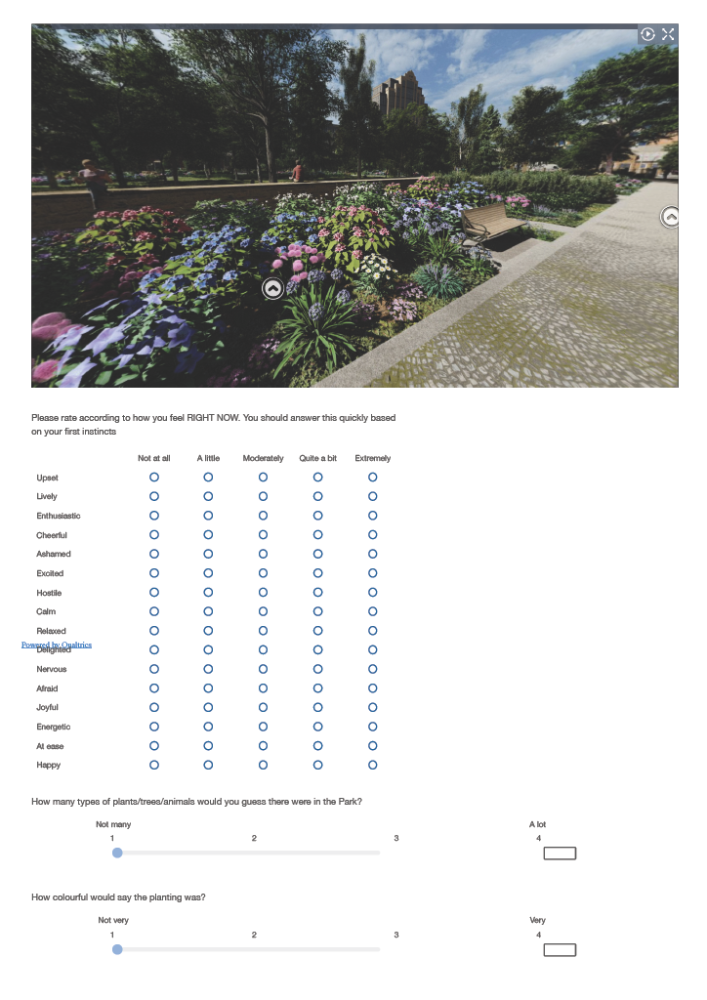 Please rate according to how you feel RIGHT NOW. You should answer this quickly based
on your first instincts
Not at all A little Moderately Quite a bit Extremely
Upset
Lively
Enthusiastic
Cheerful
Ashamed
Excited
Hostile
Calm
Relaxed
Powered by Qualtrics
Delighted
Nervous
Afraid
Joyful
Energetic
At ease
Happy
How many types of plants/trees/animals would you guess there were in the Park?
Not many A lot
1 2 3 4
How colourful would say the planting was?
Not very Very
1 2 3 4